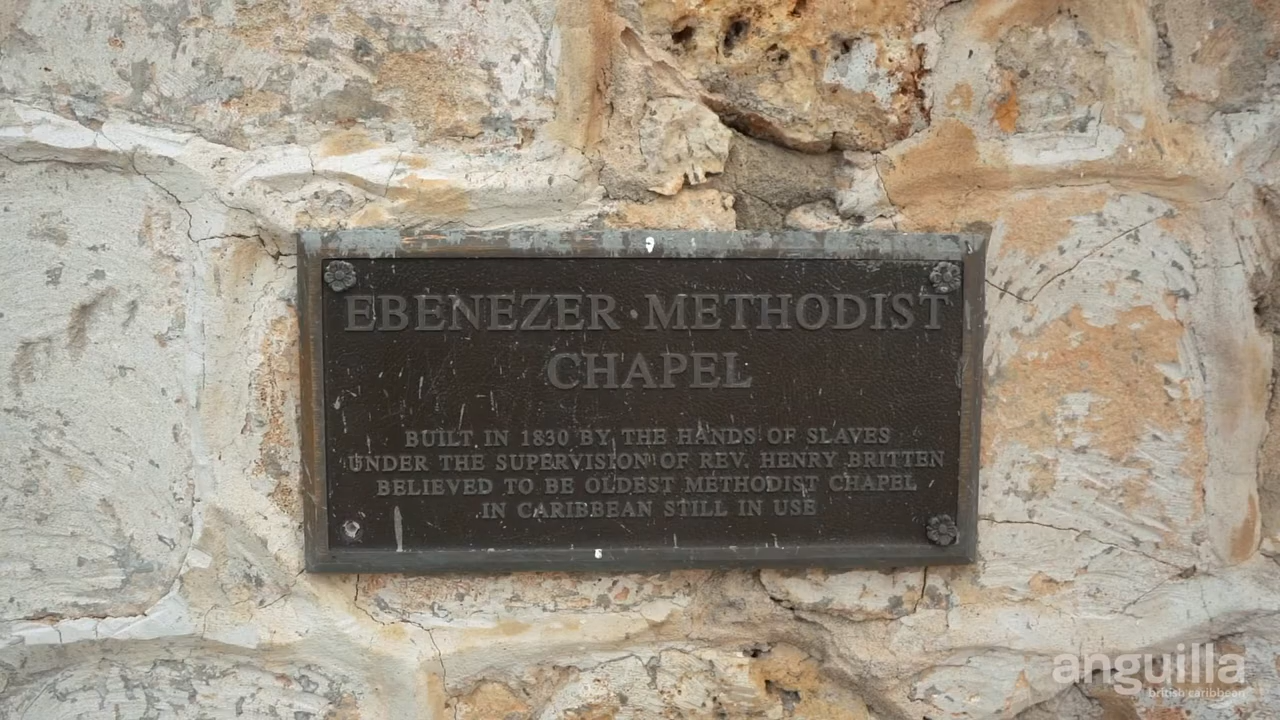 EBENEZER·METHODIST
CHAPEL
BUILT IN 1830 BY THE HANDS OF SLAVES
UNDER THE SUPERVISION OF REV. HENRY BRITTEN
BELIEVED TO BE OLDEST METHODIST CHAPEL
IN CARIBBEAN STILL IN USE
anguilla
british caribbean